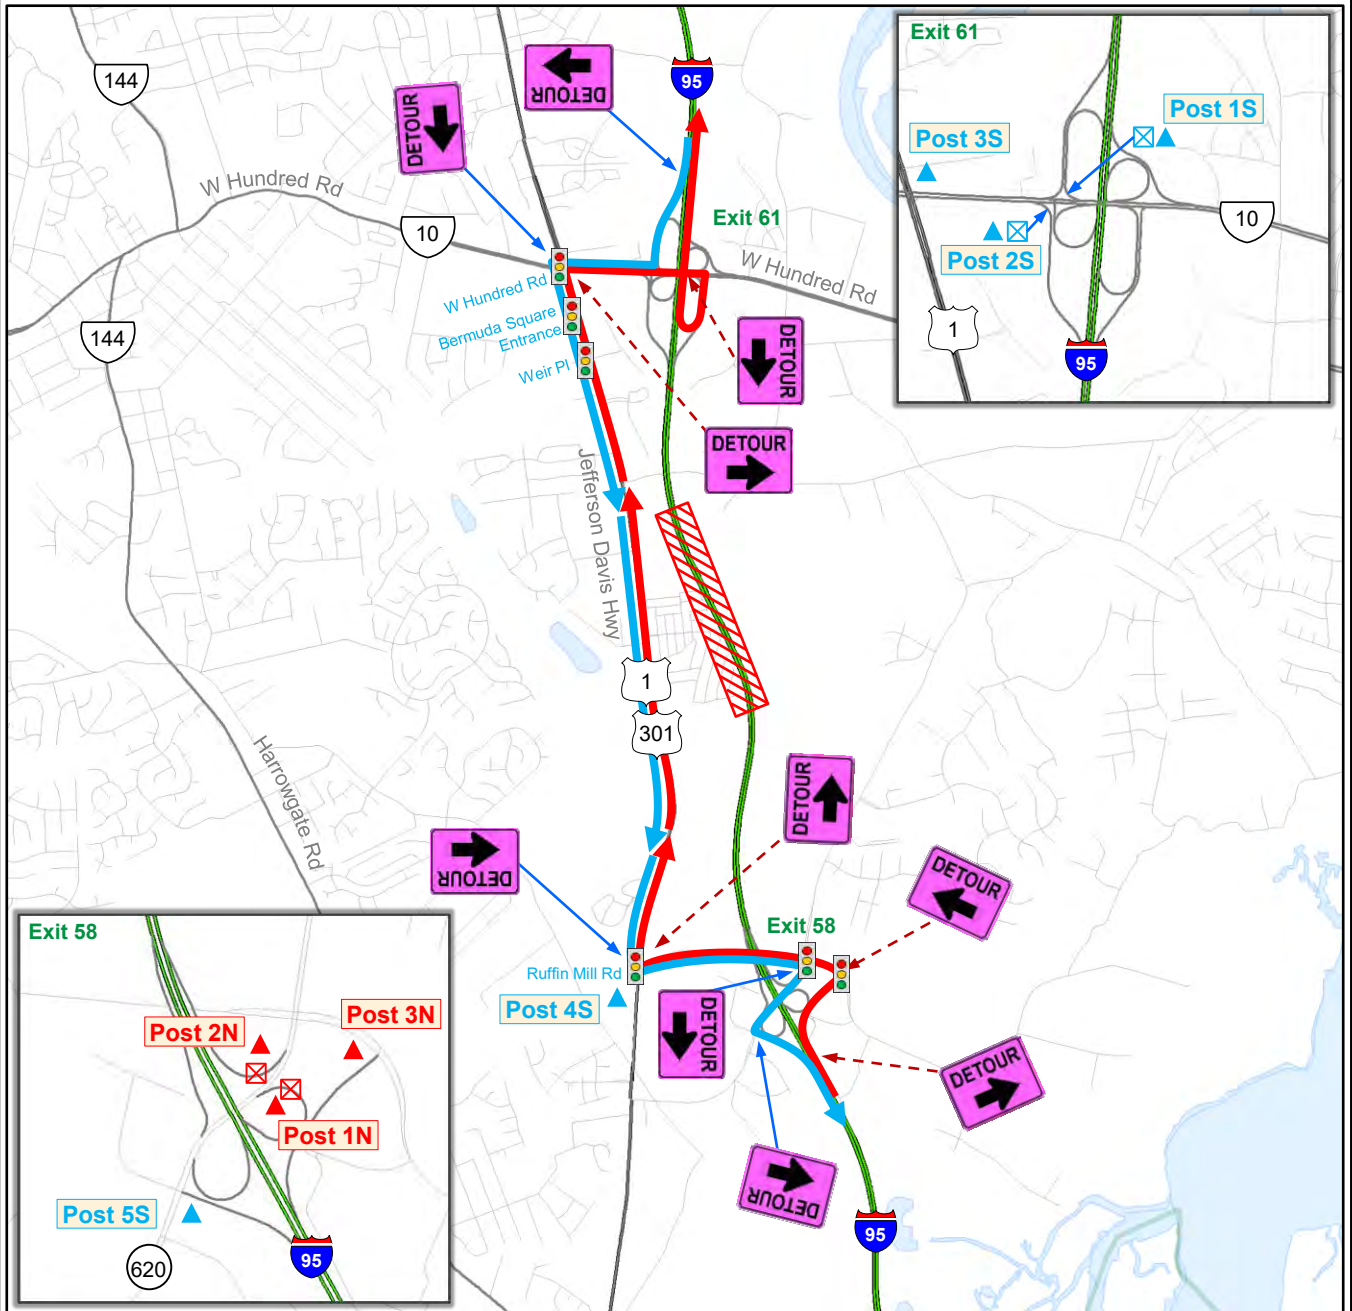 144
DETOUR
DETOUR
95
Exit 61
Post 1S
Post 3S
Post 2S
10
1
95
W Hundred Rd
10
Exit 61
W Hundred Rd
W Hundred Rd
Bermuda Square
Entrance
Weir Pl
144
DETOUR
DETOUR
Jefferson Davis Hwy
1
301
Harrowgate Rd
DETOUR
DETOUR
DETOUR
Exit 58
Ruffin Mill Rd
Post 4S
DETOUR
DETOUR
DETOUR
95
Exit 58
Post 2N
Post 3N
Post 1N
Post 5S
620
95